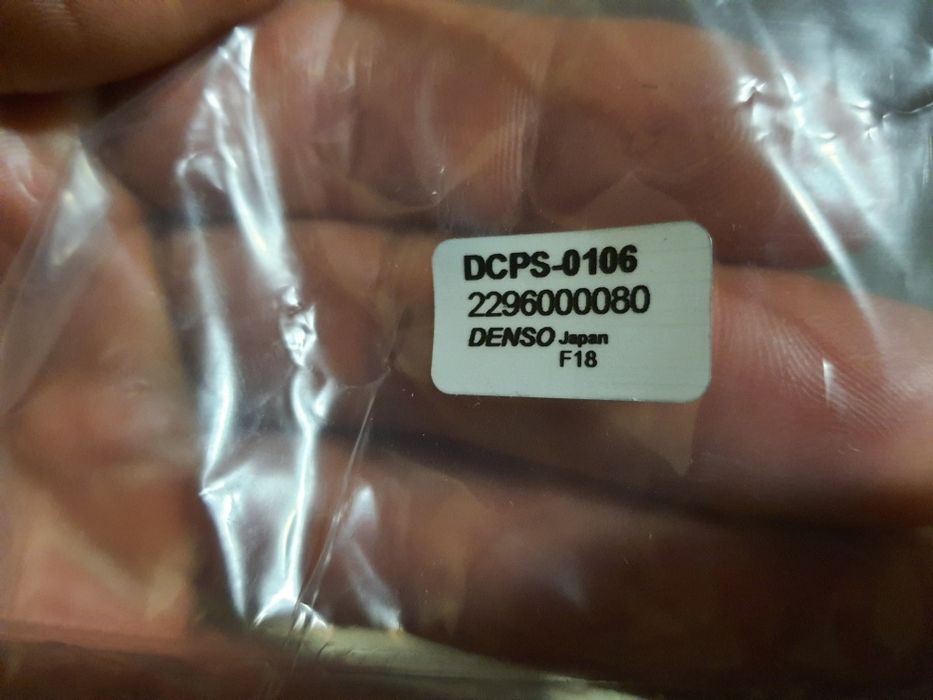 DCPS-0106
2296000080
DENSO Japan
F18